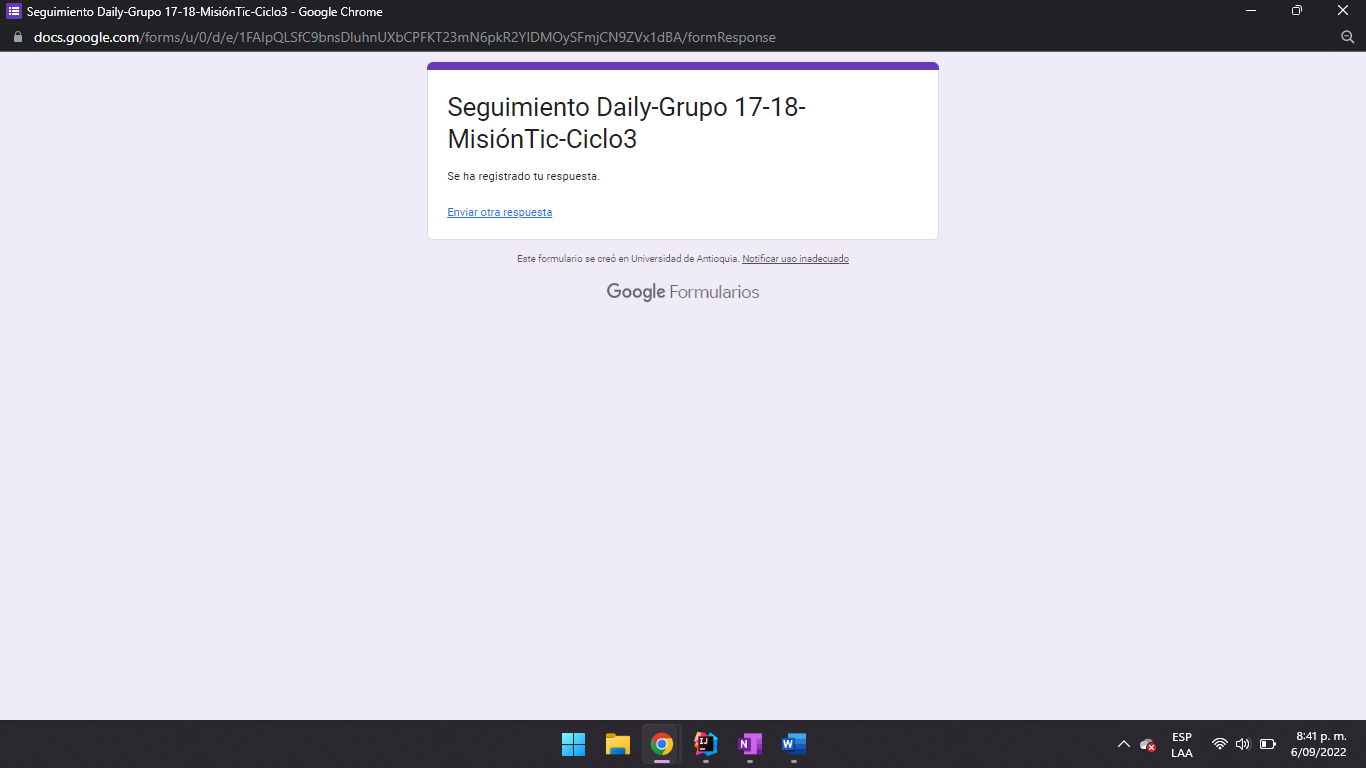 Seguimiento Daily-Grupo 17-18-MisiónTic-Ciclo3 - Google Chrome
docs.google.com/forms/u/0/d/e/1FAIpQLSfC9bnsDluhnUXbCPFKT23mN6pkR2YlDMOySFmjCN9ZVx1dBA/formResponse
Seguimiento Daily-Grupo 17-18-
MisiónTic-Ciclo3
Se ha registrado tu respuesta.
Enviar otra respuesta
Este formulario se creó en Universidad de Antioquia. Notificar uso inadecuado
Google Formularios
ESP
LAA
8:41 p. m.
6/09/2022